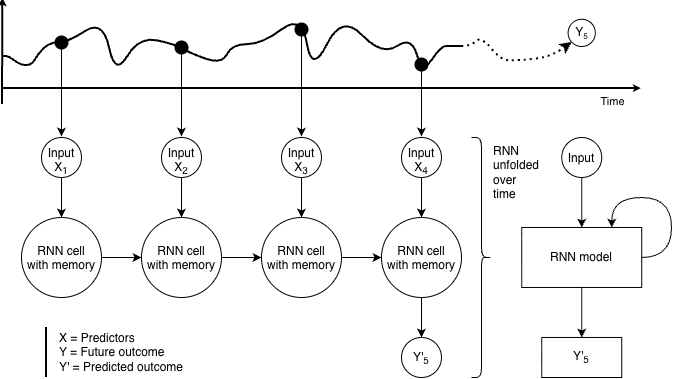 Y5
Time
Input
X1
Input
X2
Input
X3
Input
X4
RNN
unfolded
over
time
Input
RNN cell
with memory
RNN cell
with memory
RNN cell
with memory
RNN cell
with memory
RNN model
X = Predictors
Y = Future outcome
Y' = Predicted outcome
Y'5
Y'5